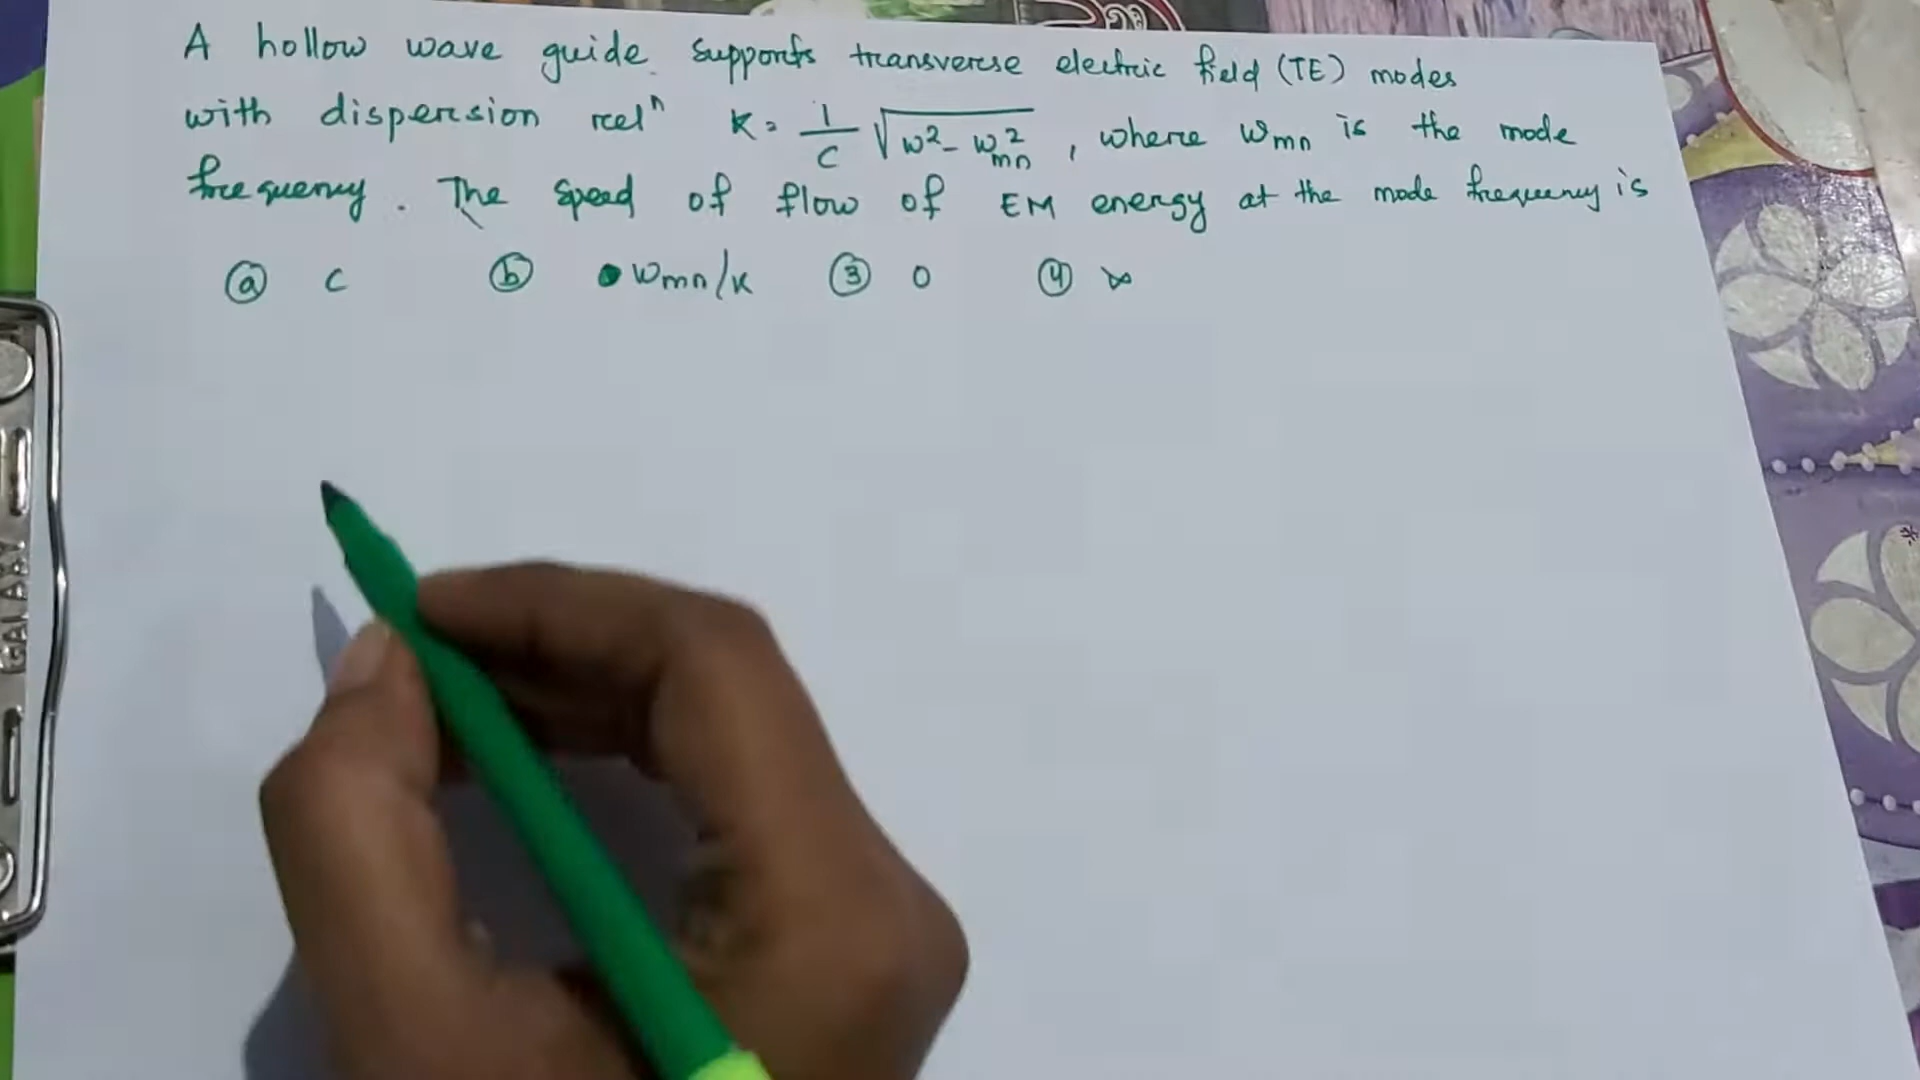 A hollow wave guide supports transverse electric field (TE) modes
with dispersion relⁿ K = 1/C √(ω² - ω²mn) , where ωmn is the mode
frequency. The speed of flow of EM energy at the mode frequency is
ⓐ C ⓑ ωmn/K ③ 0 ④ ∞
GALAXY